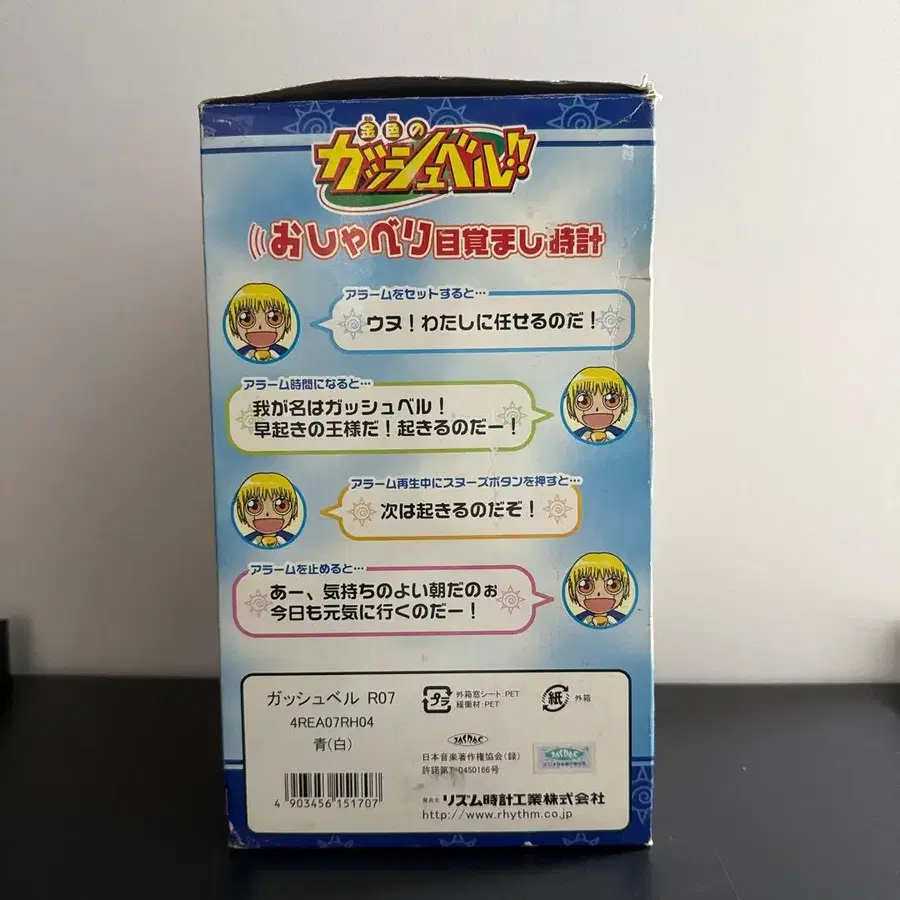 金色の
ガッシュベル!!
おしゃべり目覚まし時計
アラームをセットすると…
ウヌ！わたしに任せるのだ！
アラーム時間になると…
我が名はガッシュベル！
早起きの王様だ！起きるのだー！
アラーム再生中にスヌーズボタンを押すと…
次は起きるのだぞ！
アラームを止めると…
あー、気持ちのよい朝だのぉ
今日も元気に行くのだー！
ガッシュベル R07
4REA07RH04
青(白)
4 903456 151707
プラ
外箱窓シート:PET
緩衝材:PET
紙
外箱
JASRAC
日本音楽著作権協会(録)
許諾第T-0450166号
JASRAC
発売元 リズム時計工業株式会社
http://www.rhythm.co.jp